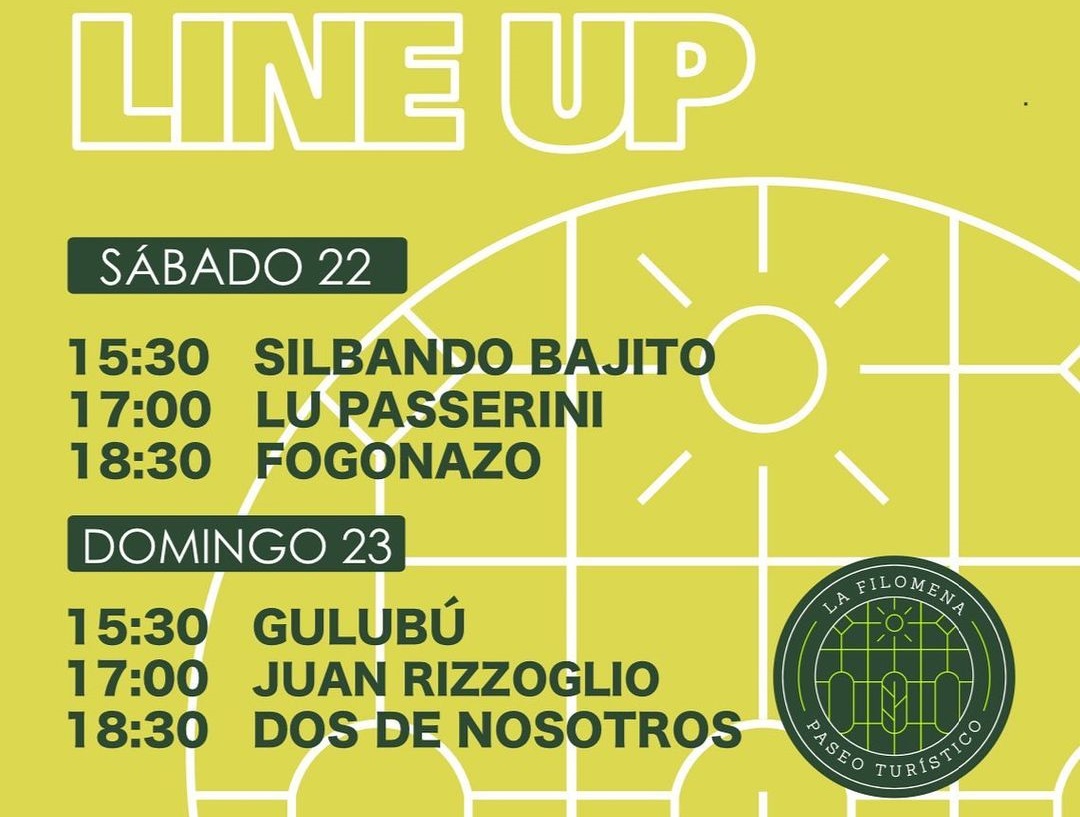 LINE UP
SÁBADO 22
15:30 SILBANDO BAJITO
17:00 LU PASSERINI
18:30 FOGONAZO
DOMINGO 23
15:30 GULUBÚ
17:00 JUAN RIZZOGLIO
18:30 DOS DE NOSOTROS
LA FILOMENA
PASEO TURÍSTICO